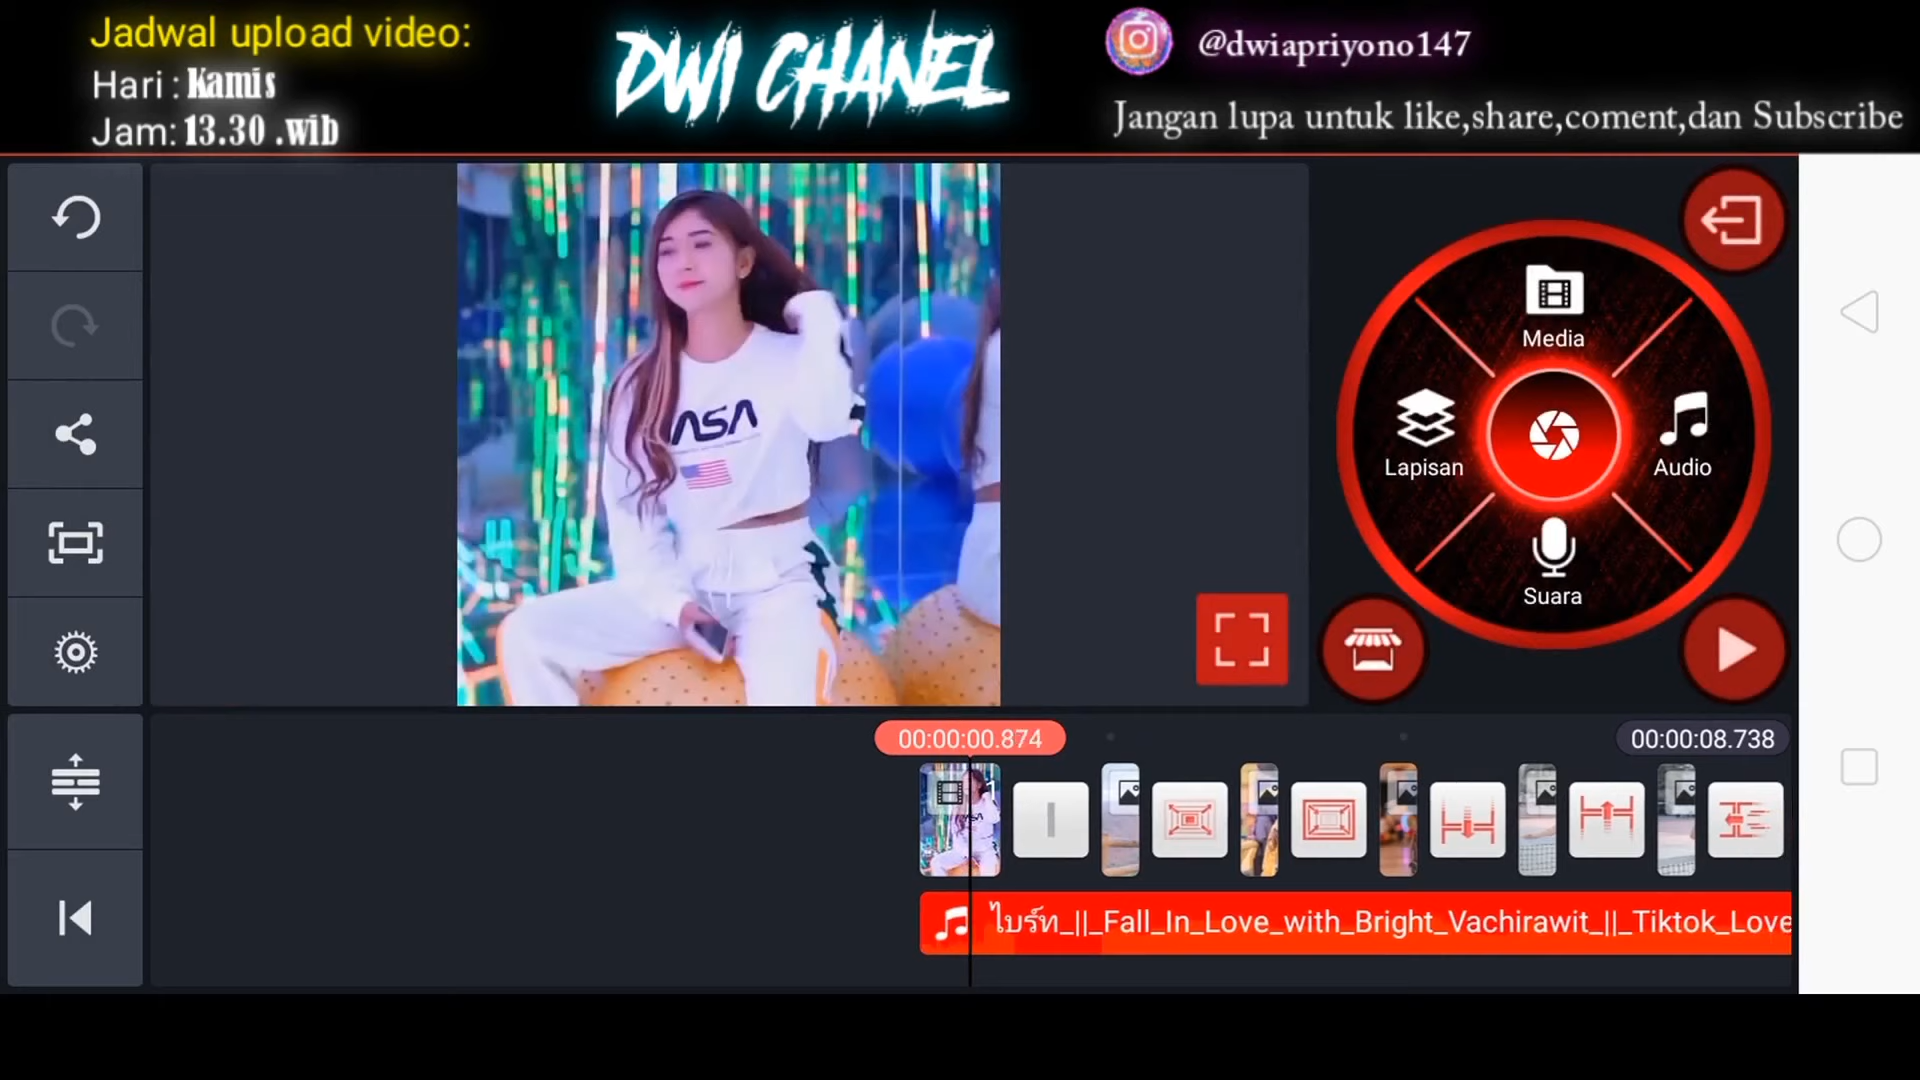 Jadwal upload video:
Hari : Kamis
Jam: 13.30 .wib
DWI CHANEL
@dwiapriyono147
Jangan lupa untuk like,share,coment,dan Subscribe
ASA
Media
Lapisan
Audio
Suara
00:00:00.874
00:00:08.738
ไบร์ท_||_Fall_In_Love_with_Bright_Vachirawit_||_Tiktok_Love